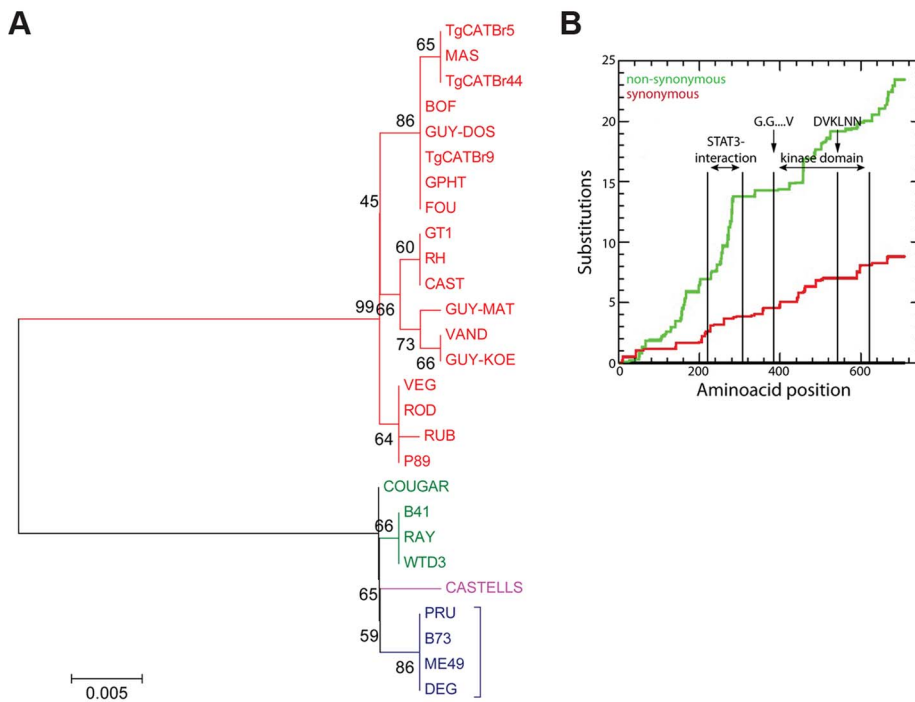 A
TgCATBr5
65
MAS
TgCATBr44
BOF
86
GUY-DOS
TgCATBr9
GPHT
45
FOU
GT1
60
RH
CAST
99
66
GUY-MAT
VAND
73
66
GUY-KOE
VEG
ROD
RUB
64
P89
COUGAR
B41
66
RAY
WTD3
CASTELLS
65
PRU
B73
59
ME49
86
DEG
0.005
B
25
non-synonymous
synonymous
20
G.G....V
DVKLNN
STAT3-
interaction
kinase domain
15
Substitutions
10
5
0
0
200
400
600
Aminoacid position